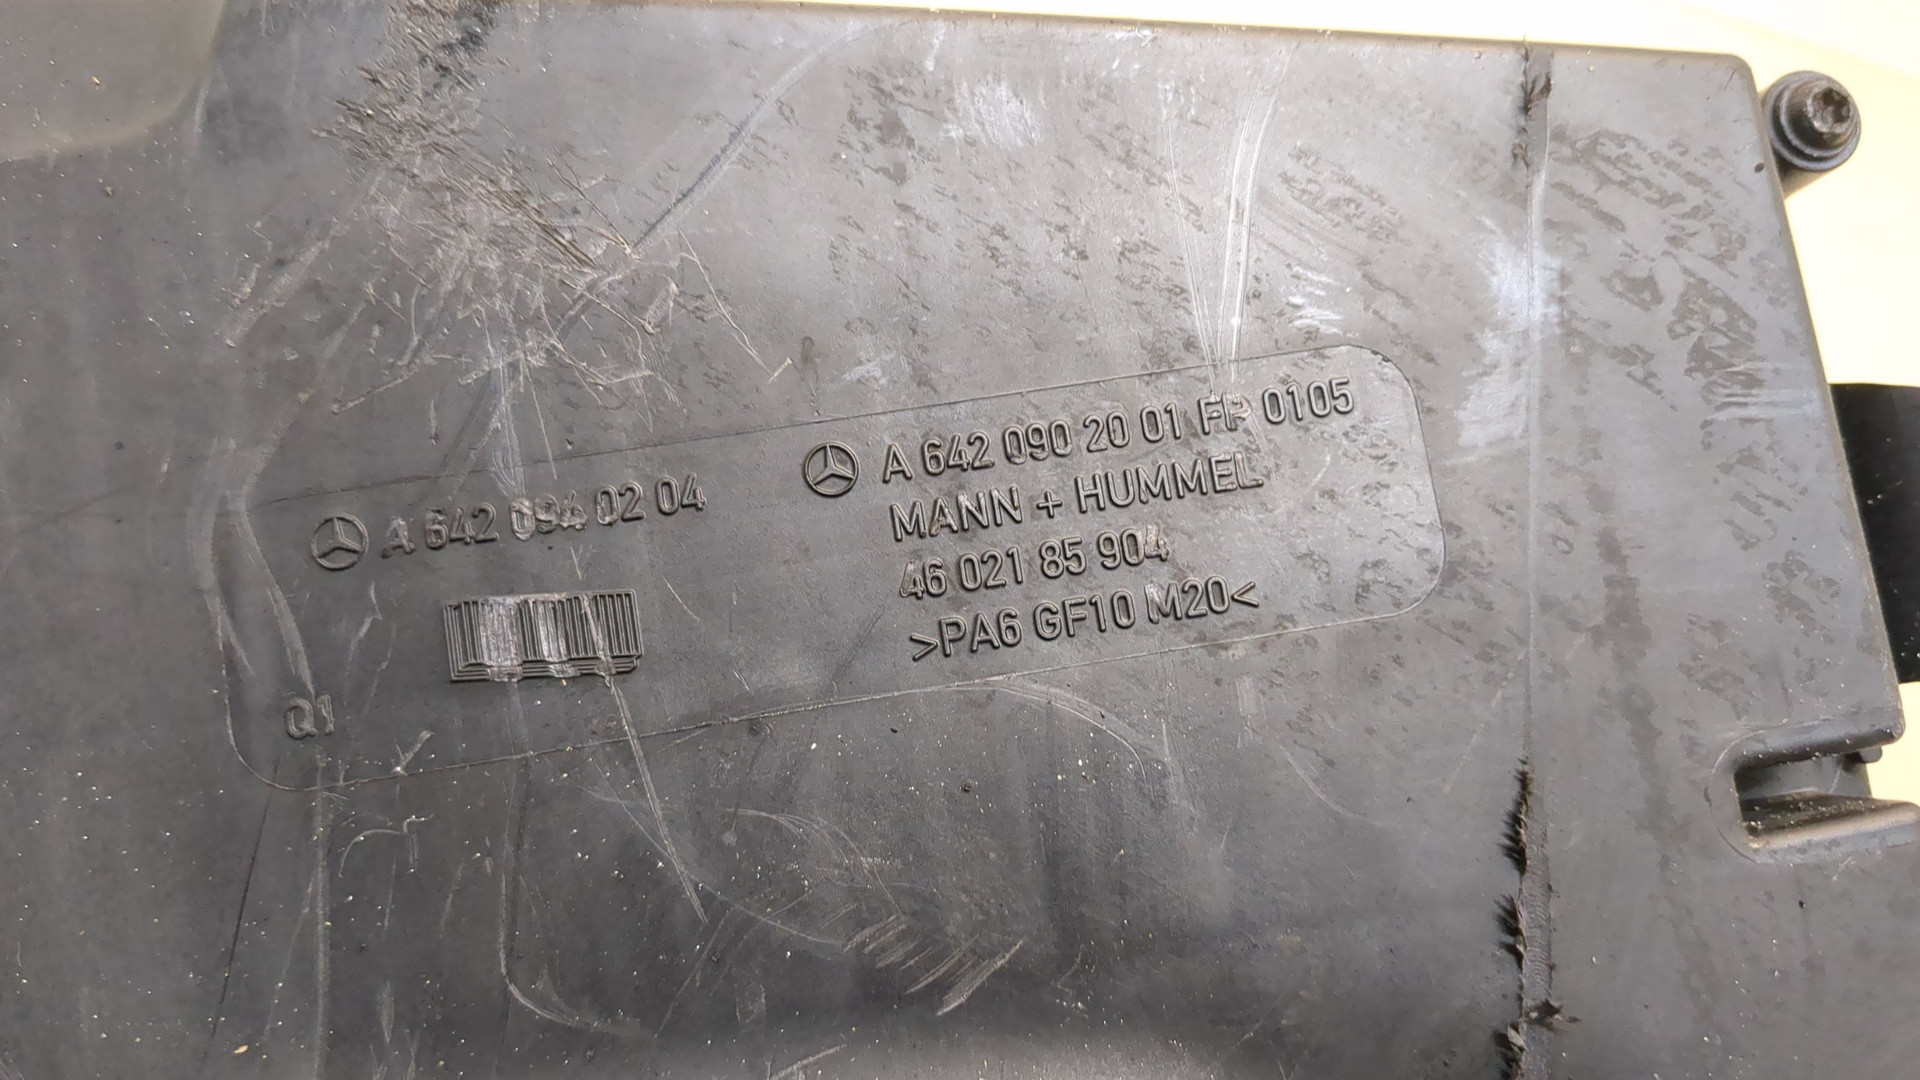 A 642 094 02 04
Q1
A 642 090 20 01 FP 0105
MANN + HUMMEL
46 021 85 904
>PA6 GF10 M20<